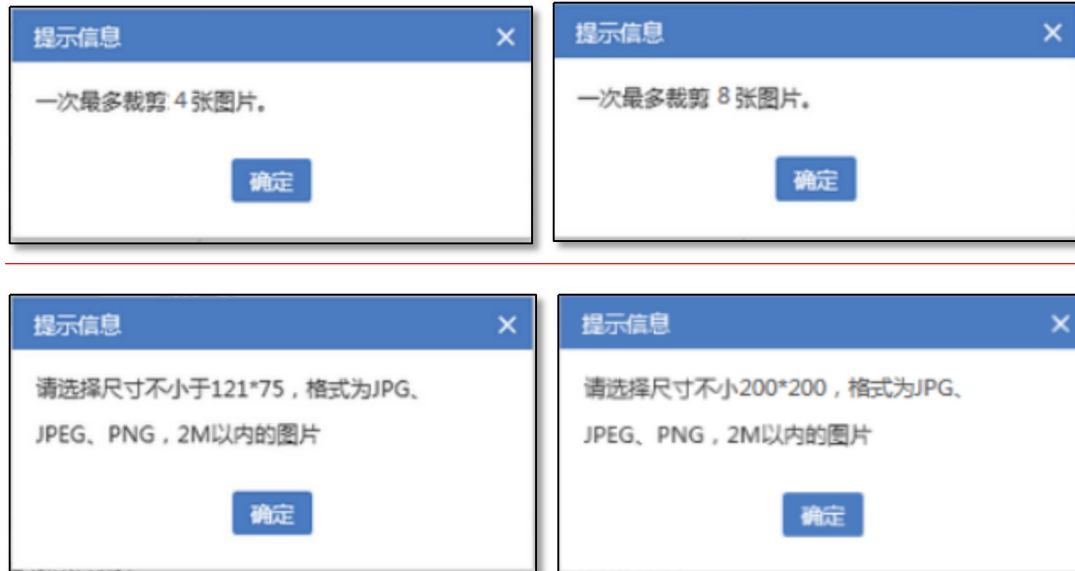 提示信息
一次最多裁剪 4 张图片。
确定
提示信息
一次最多裁剪 8 张图片。
确定
提示信息
请选择尺寸不小于121*75，格式为JPG、
JPEG、PNG，2M以内的图片
确定
提示信息
请选择尺寸不小200*200，格式为JPG、
JPEG、PNG，2M以内的图片
确定